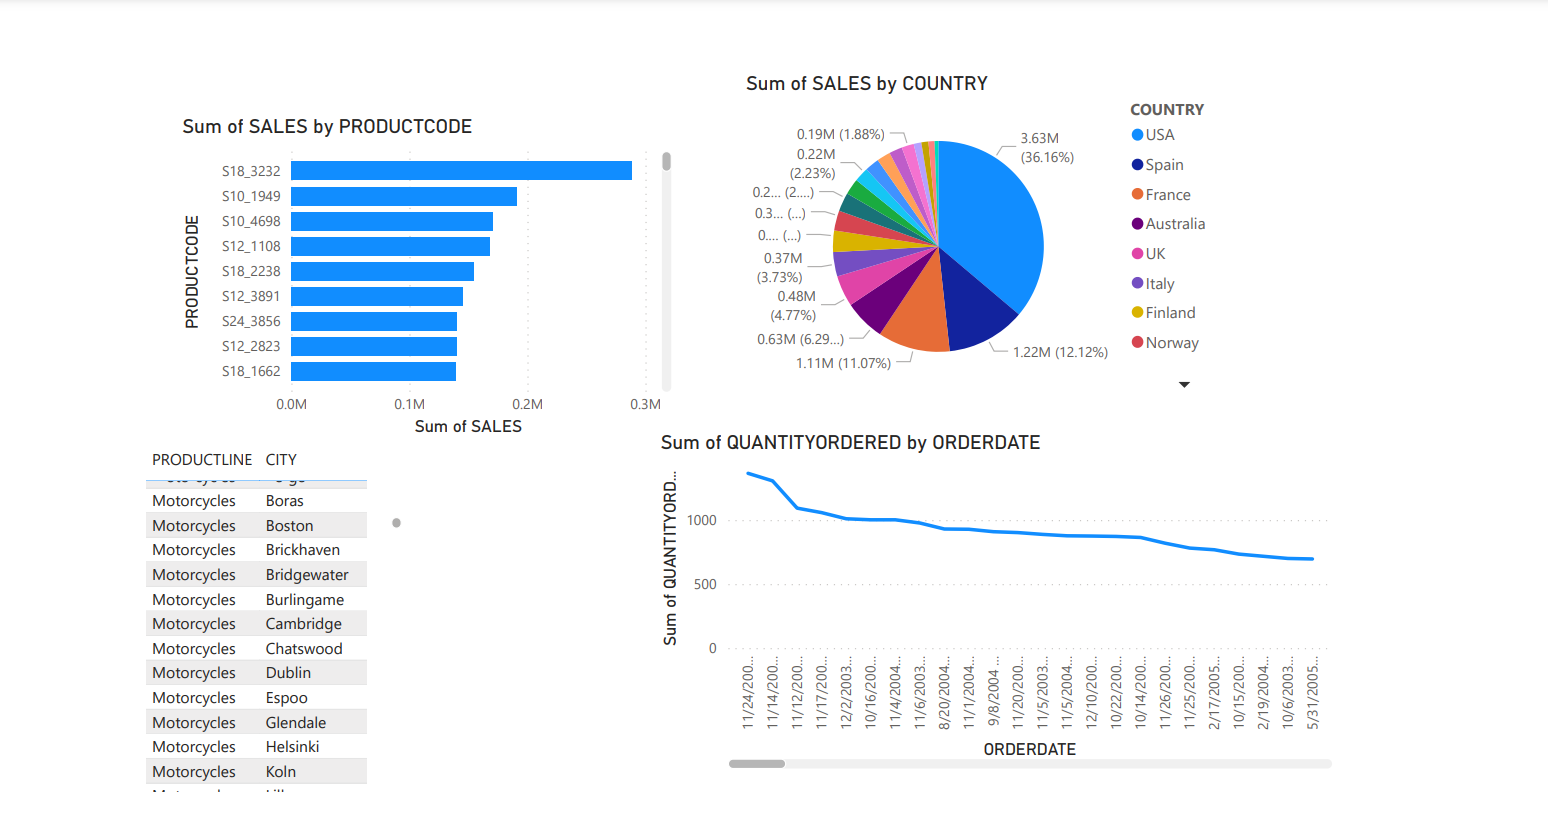 Sum of SALES by PRODUCTCODE
PRODUCTCODE
S18_3232
S10_1949
S10_4698
S12_1108
S18_2238
S12_3891
S24_3856
S12_2823
S18_1662
0.0M 0.1M 0.2M 0.3M
Sum of SALES
Sum of SALES by COUNTRY
0.19M (1.88%)
0.22M
(2.23%)
0.2... (2....)
0.3... (...)
0.... (...)
0.37M
(3.73%)
0.48M
(4.77%)
0.63M (6.29...)
1.11M (11.07%)
3.63M
(36.16%)
1.22M (12.12%)
COUNTRY
USA
Spain
France
Australia
UK
Italy
Finland
Norway
PRODUCTLINE CITY
Motorcycles Boras
Motorcycles Boston
Motorcycles Brickhaven
Motorcycles Bridgewater
Motorcycles Burlingame
Motorcycles Cambridge
Motorcycles Chatswood
Motorcycles Dublin
Motorcycles Espoo
Motorcycles Glendale
Motorcycles Helsinki
Motorcycles Koln
Sum of QUANTITYORDERED by ORDERDATE
Sum of QUANTITYORD...
1000
500
0
11/24/200...
11/14/200...
11/12/200...
11/17/200...
12/2/2003...
10/16/200...
11/4/2004...
11/6/2003...
8/20/2004...
11/1/2004...
9/8/2004 ...
11/20/200...
11/5/2003...
11/5/2004...
12/10/200...
10/22/200...
10/14/200...
11/26/200...
11/25/200...
2/17/2005...
10/15/200...
2/19/2004...
10/6/2003...
5/31/2005...
ORDERDATE